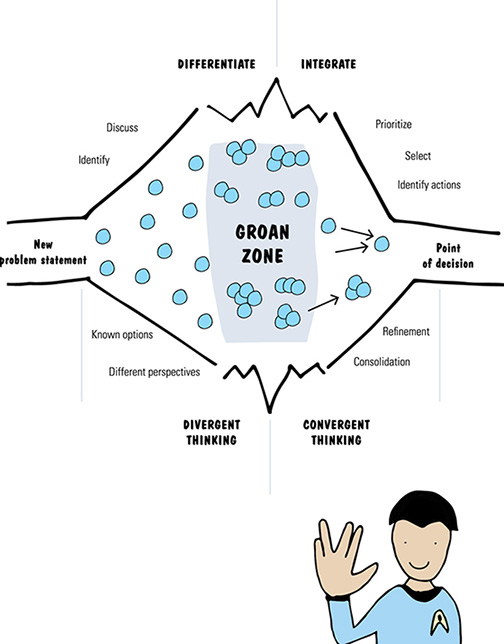 DIFFERENTIATE
INTEGRATE
Discuss
Identify
Prioritize
Select
Identify actions
New
problem statement
GROAN
ZONE
Point
of decision
Known options
Different perspectives
Refinement
Consolidation
DIVERGENT
THINKING
CONVERGENT
THINKING